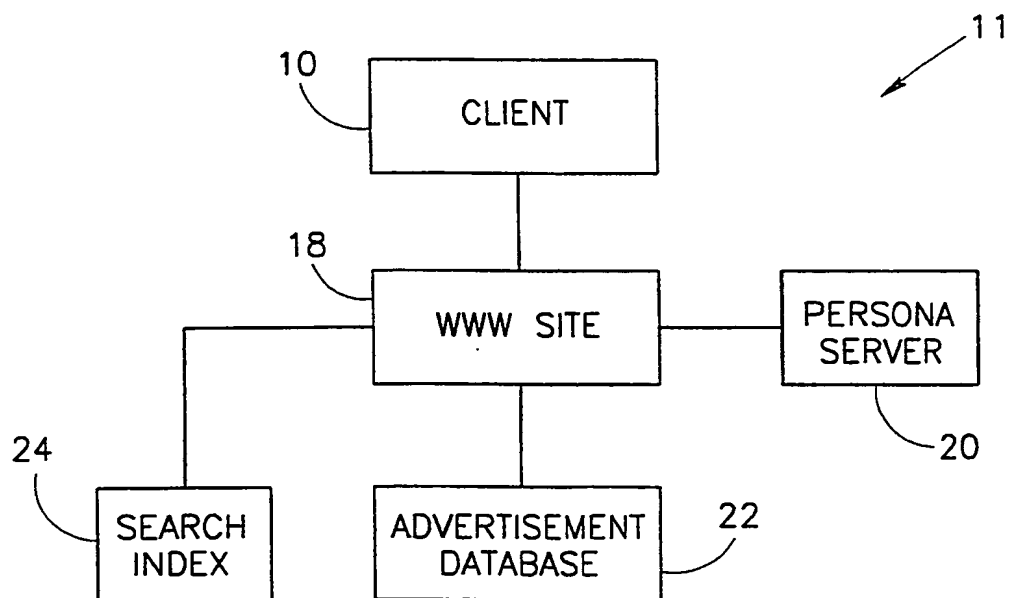 11
10
CLIENT
18
WWW SITE
PERSONA
SERVER
20
24
SEARCH
INDEX
ADVERTISEMENT
DATABASE
22